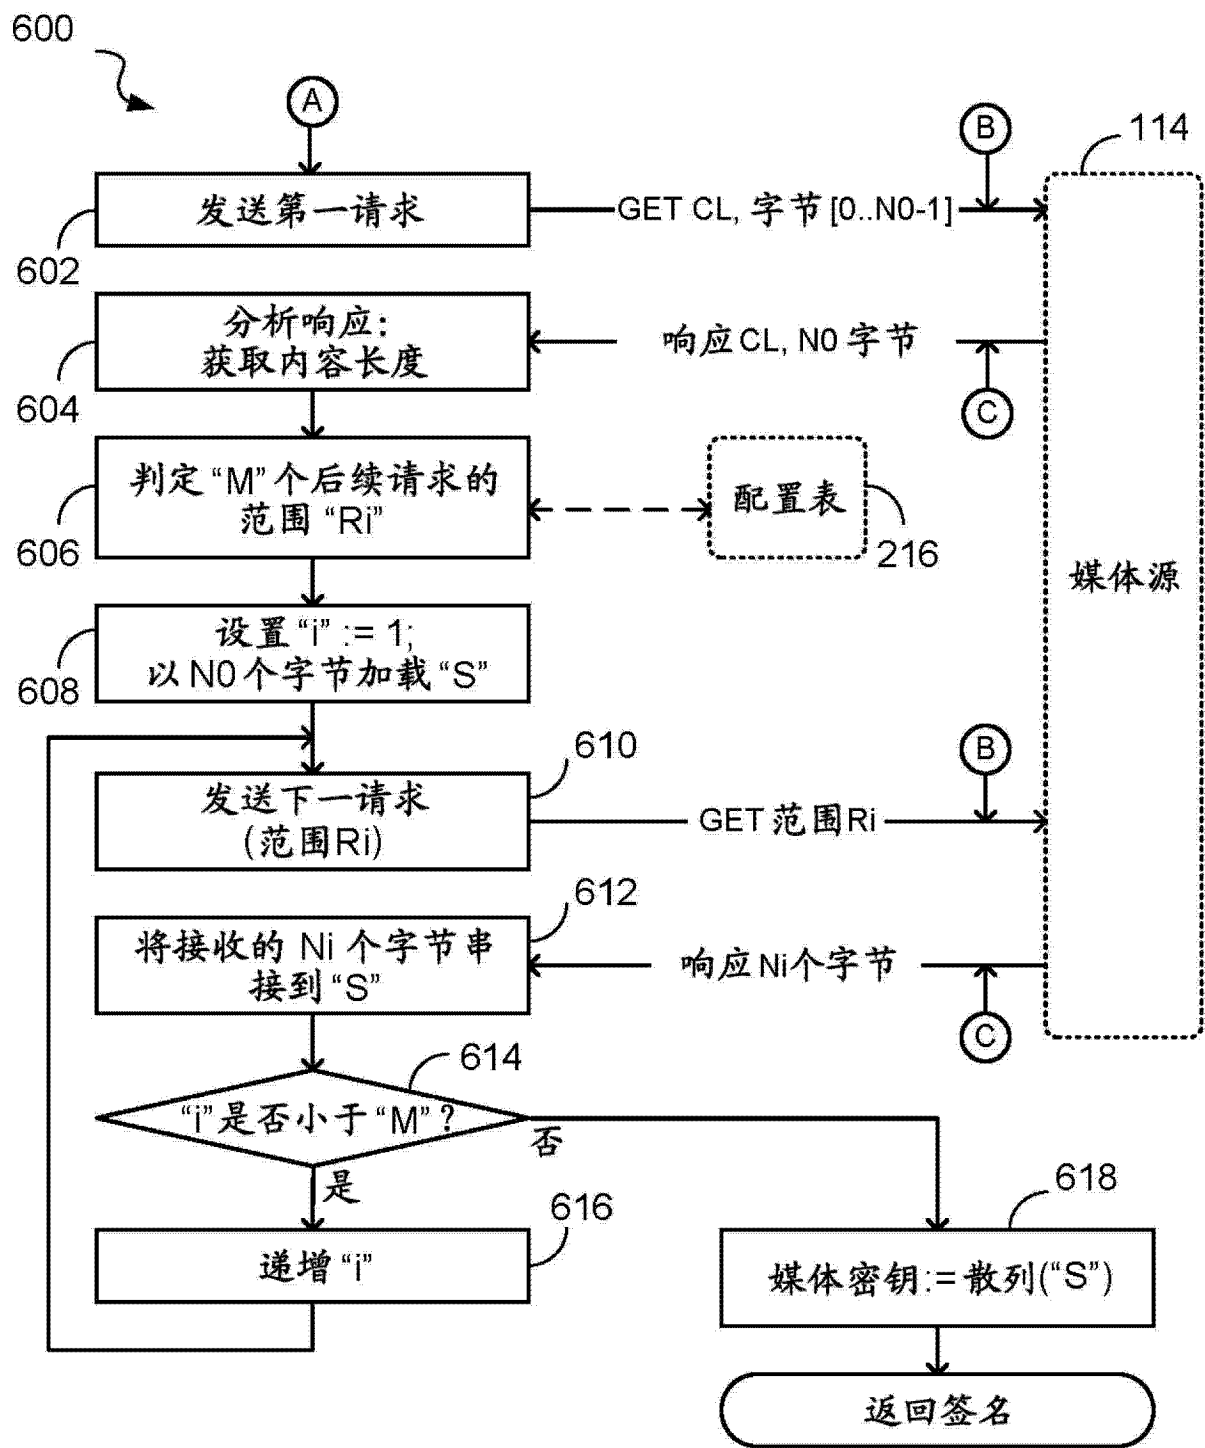 600
A
B
114
发送第一请求
GET CL, 字节 [0..N0-1]
602
分析响应:
获取内容长度
响应 CL, N0 字节
604
C
判定 “M” 个后续请求的
范围 “Ri”
配置表
606
216
媒体源
设置 “i” := 1;
以 N0 个字节加载 “S”
608
610
B
发送下一请求
(范围Ri)
GET 范围Ri
612
将接收的 Ni 个字节串
接到 “S”
响应 Ni个字节
C
614
“i” 是否小于 “M” ?
否
是
616
618
递增 “i”
媒体密钥:= 散列(“S”)
返回签名